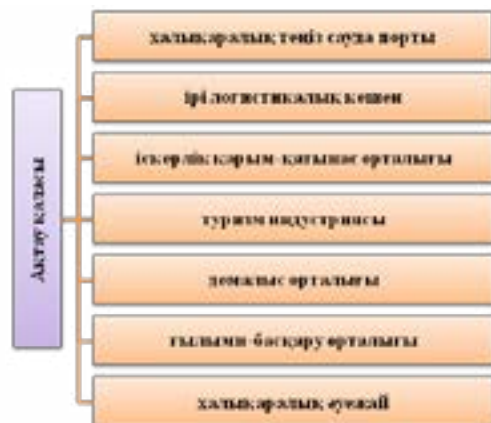 Ақтау қаласы
халықаралық теңіз сауда порты
ірі логистикалық кешен
іскерлік қарым-қатынас орталығы
туризм индустриясы
демалыс орталығы
ғылыми-басқару орталығы
халықаралық әуежай